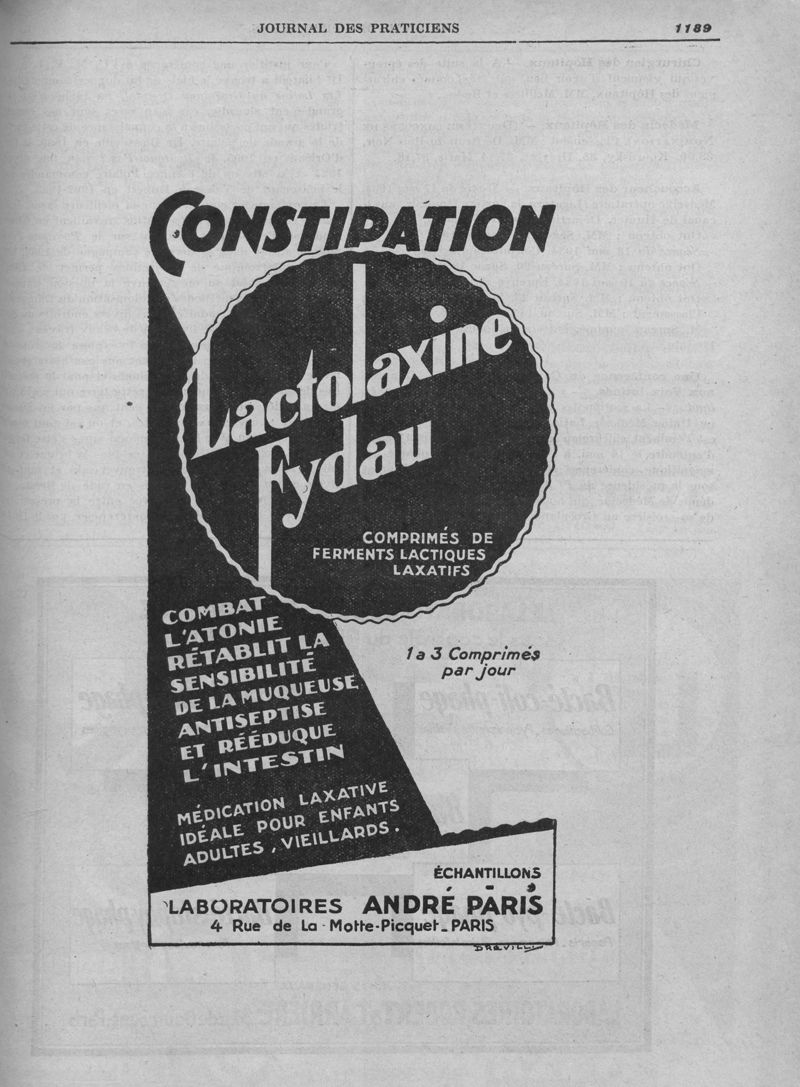 JOURNAL DES PRATICIENS
1189
CONSTIPATION
Lactolaxine
Fydau
COMPRIMÉS DE
FERMENTS LACTIQUES
LAXATIFS
COMBAT
L'ATONIE
RÉTABLIT LA
SENSIBILITÉ
DE LA MUQUEUSE
ANTISEPTISE
ET RÉÉDUQUE
L'INTESTIN
1 a 3 Comprimés
par jour
MÉDICATION LAXATIVE
IDÉALE POUR ENFANTS
ADULTES, VIEILLARDS.
ÉCHANTILLONS
LABORATOIRES ANDRÉ PARIS
4 Rue de La - Motte-Picquet - PARIS